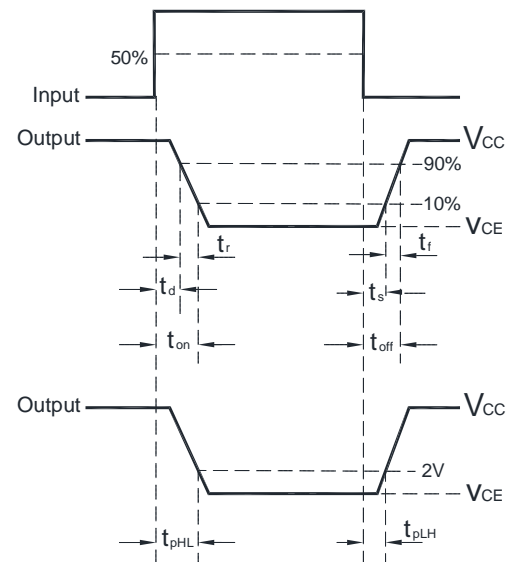 50%
Input
Output
VCC
90%
10%
VCE
tr
tf
td
ts
ton
toff
Output
VCC
2V
VCE
tpHL
tpLH